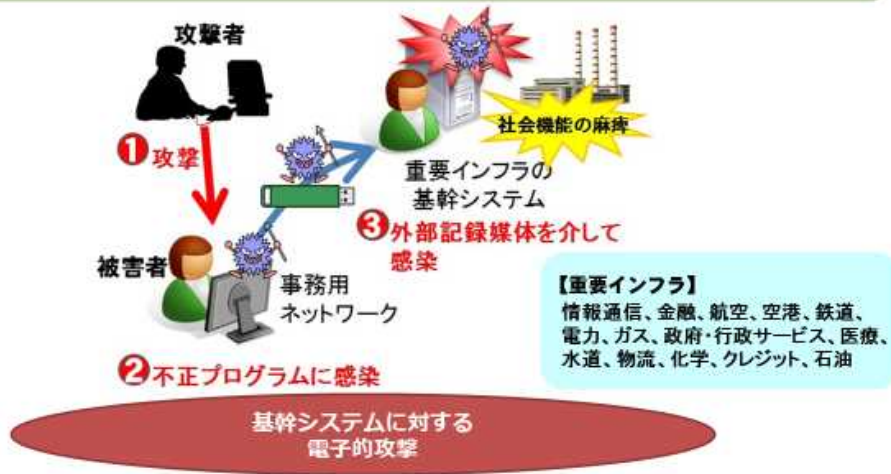 攻撃者
❶攻撃
社会機能の麻痺
重要インフラの
基幹システム
❸外部記録媒体を介して
感染
被害者
事務用
ネットワーク
❷不正プログラムに感染
【重要インフラ】
情報通信、金融、航空、空港、鉄道、
電力、ガス、政府・行政サービス、医療、
水道、物流、化学、クレジット、石油
基幹システムに対する
電子的攻撃